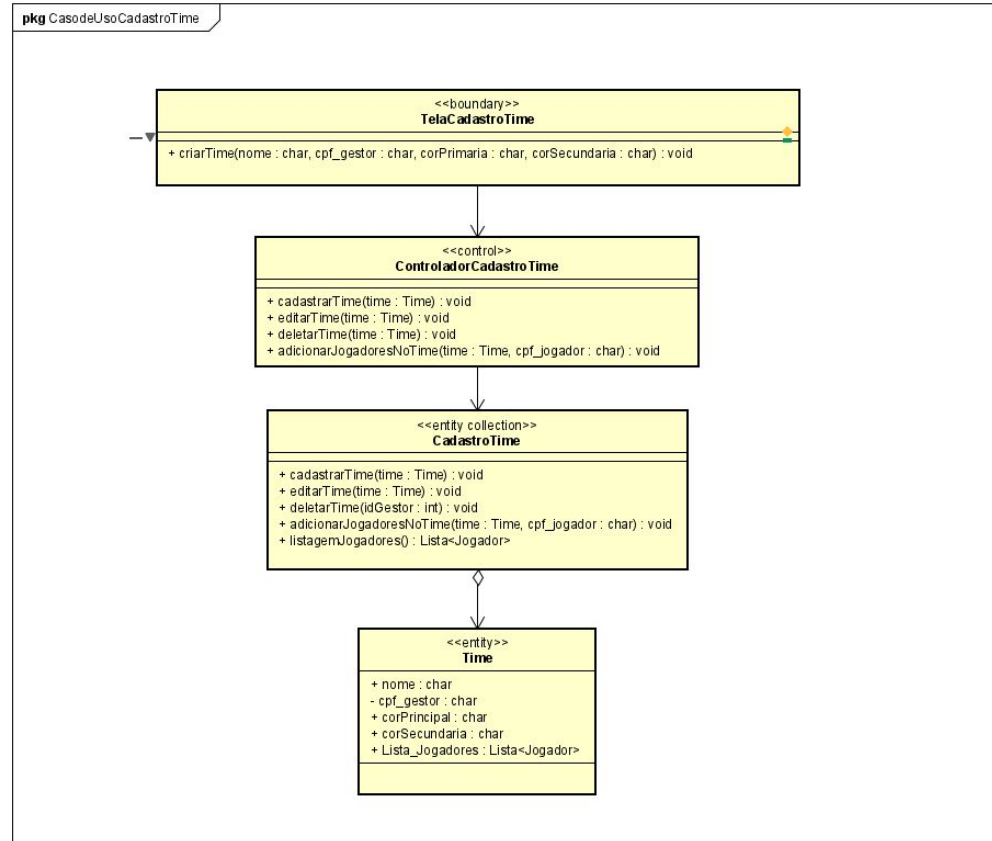 pkg CasodeUsoCadastroTime
<<boundary>>
TelaCadastroTime
+ criarTime(nome : char, cpf_gestor : char, corPrimaria : char, corSecundaria : char) : void
<<control>>
ControladorCadastroTime
+ cadastrarTime(time : Time) : void
+ editarTime(time : Time) : void
+ deletarTime(time : Time) : void
+ adicionarJogadoresNoTime(time : Time, cpf_jogador : char) : void
<<entity collection>>
CadastroTime
+ cadastrarTime(time : Time) : void
+ editarTime(time : Time) : void
+ deletarTime(idGestor : int) : void
+ adicionarJogadoresNoTime(time : Time, cpf_jogador : char) : void
+ listagemJogadores() : Lista<Jogador>
<<entity>>
Time
+ nome : char
- cpf_gestor : char
+ corPrincipal : char
+ corSecundaria : char
+ Lista_Jogadores : Lista<Jogador>